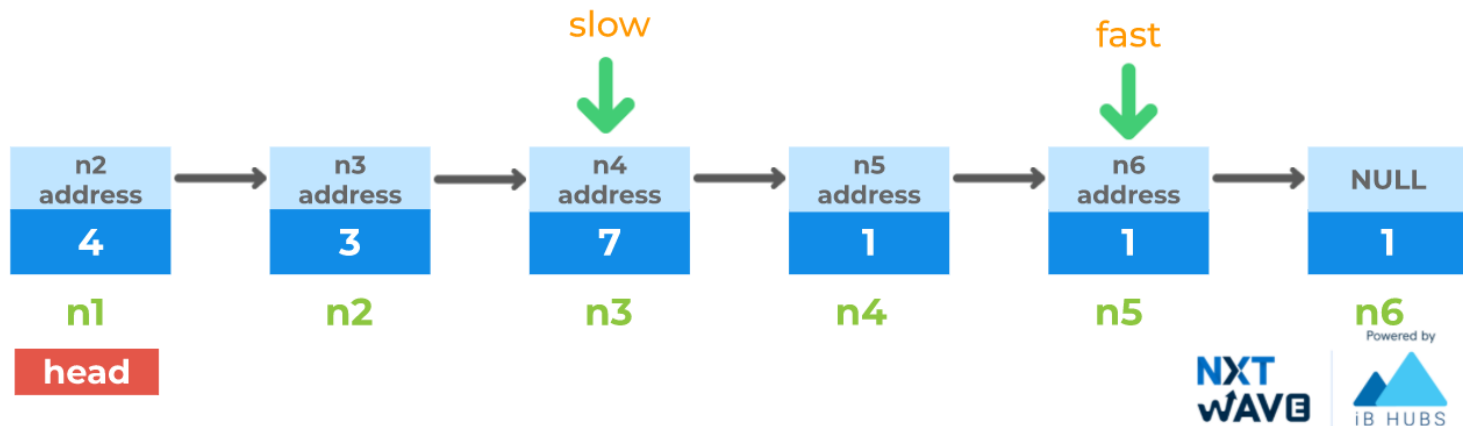 slow
fast
n2
address
n3
address
n4
address
n5
address
n6
address
NULL
4
3
7
1
1
1
n1
n2
n3
n4
n5
n6
head
Powered by
NXT
WAVE
iB HUBS